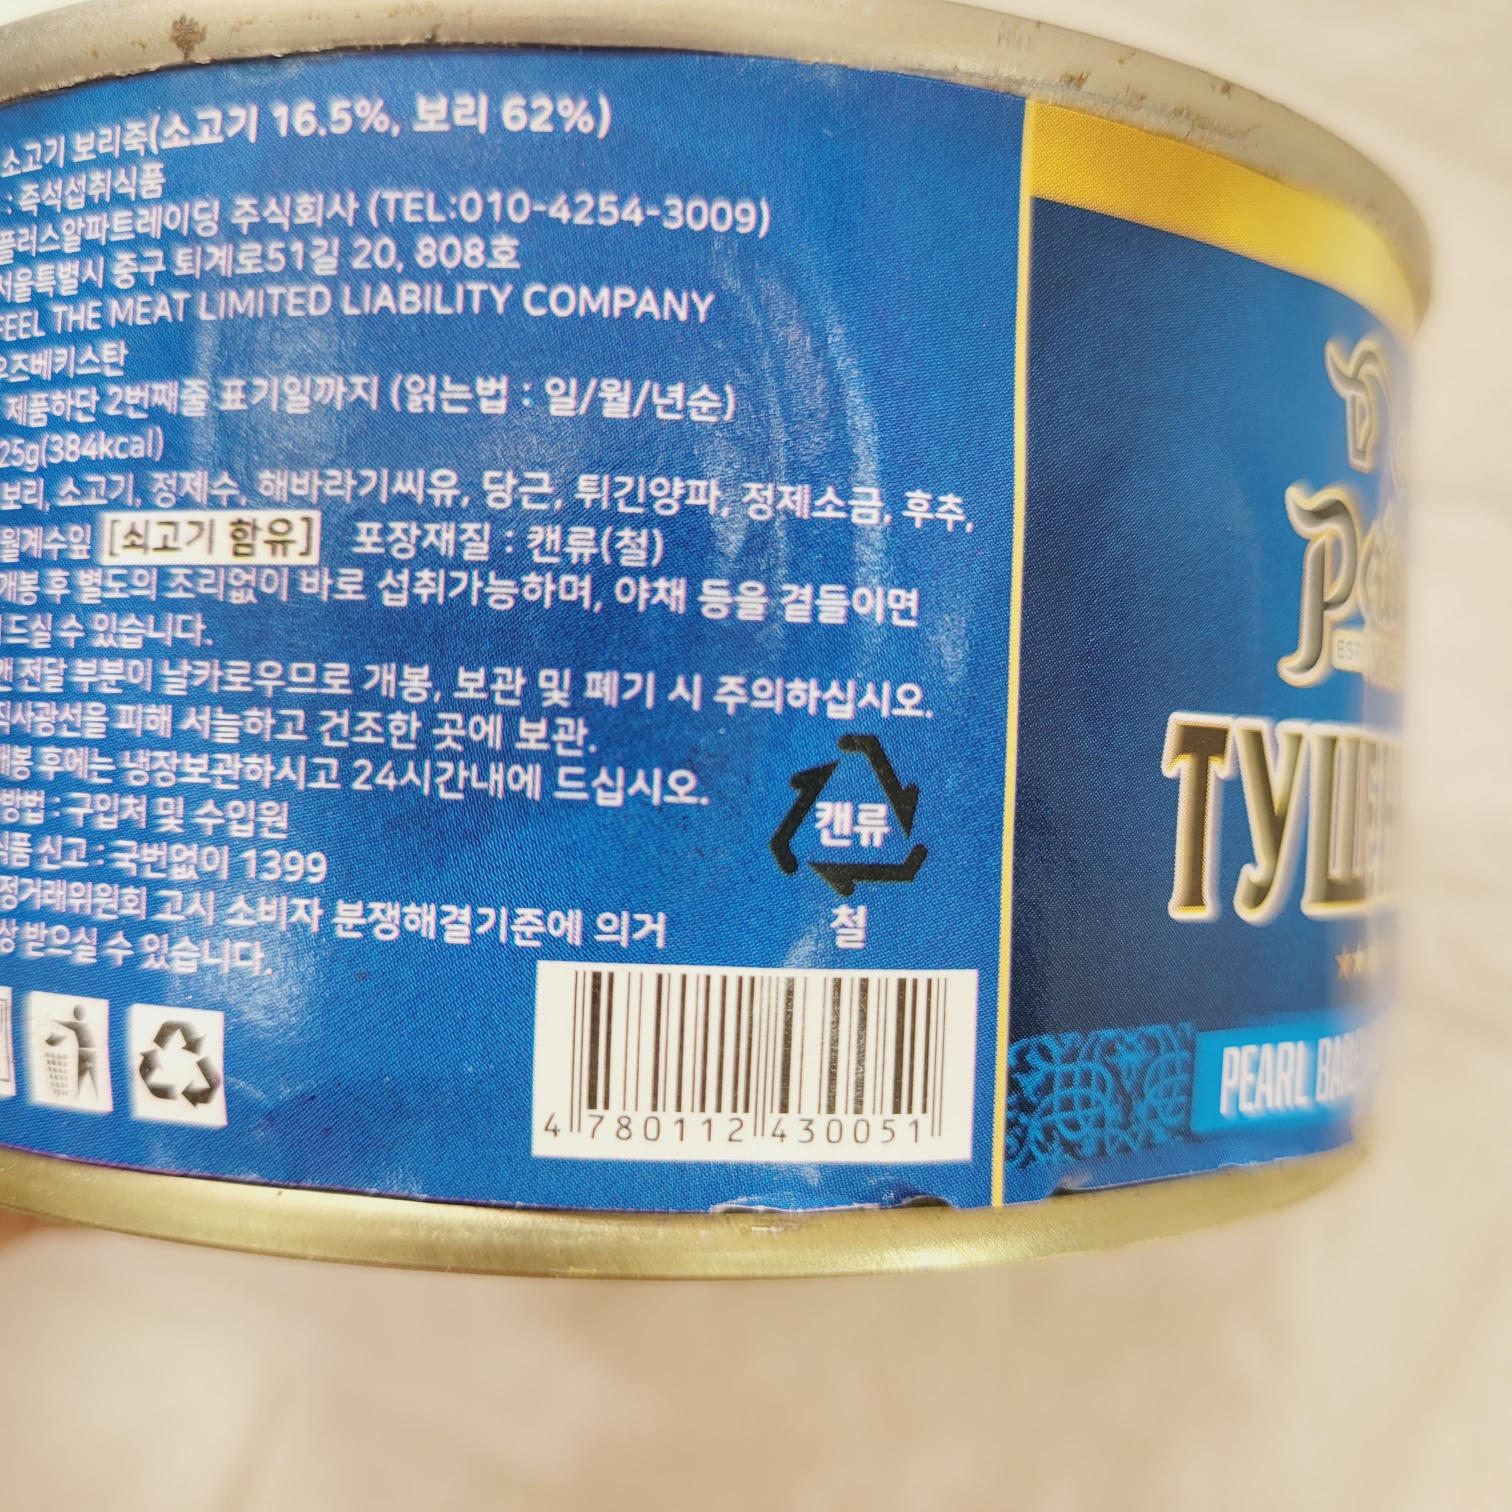 소고기 보리죽(소고기 16.5%, 보리 62%)
: 즉석섭취식품
플러스알파트레이딩 주식회사 (TEL:010-4254-3009)
서울특별시 중구 퇴계로51길 20, 808호
FEEL THE MEAT LIMITED LIABILITY COMPANY
우즈베키스탄
제품하단 2번째줄 표기일까지 (읽는법 : 일/월/년순)
25g(384kcal)
보리, 소고기, 정제수, 해바라기씨유, 당근, 튀긴양파, 정제소금, 후추,
월계수잎 [쇠고기 함유] 포장재질 : 캔류(철)
개봉 후 별도의 조리없이 바로 섭취가능하며, 야채 등을 곁들이면
드실 수 있습니다.
캔 전달 부분이 날카로우므로 개봉, 보관 및 폐기 시 주의하십시오.
직사광선을 피해 서늘하고 건조한 곳에 보관.
개봉 후에는 냉장보관하시고 24시간내에 드십시오.
방법 : 구입처 및 수입원
식품 신고 : 국번없이 1399
정거래위원회 고시 소비자 분쟁해결기준에 의거
상 받으실 수 있습니다.
캔류
철
4 780112 430051
EST
ТУШ
PEARL